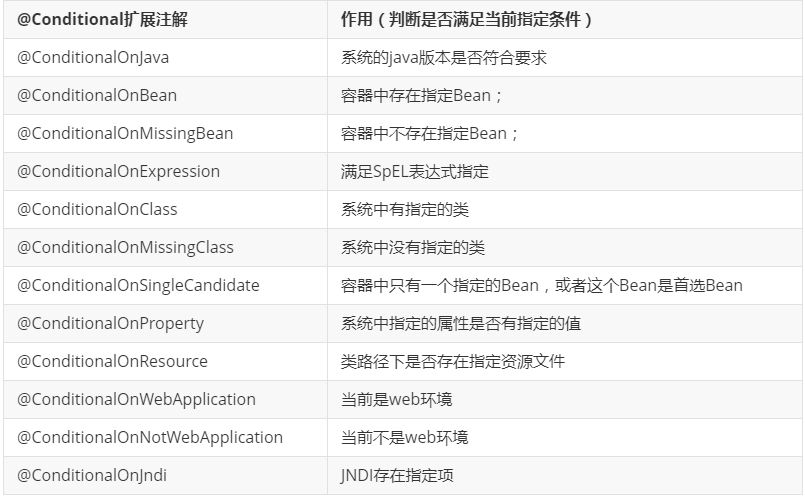 @Conditional扩展注解 作用（判断是否满足当前指定条件）
@ConditionalOnJava 系统的java版本是否符合要求
@ConditionalOnBean 容器中存在指定Bean；
@ConditionalOnMissingBean 容器中不存在指定Bean；
@ConditionalOnExpression 满足SpEL表达式指定
@ConditionalOnClass 系统中有指定的类
@ConditionalOnMissingClass 系统中没有指定的类
@ConditionalOnSingleCandidate 容器中只有一个指定的Bean，或者这个Bean是首选Bean
@ConditionalOnProperty 系统中指定的属性是否有指定的值
@ConditionalOnResource 类路径下是否存在指定资源文件
@ConditionalOnWebApplication 当前是web环境
@ConditionalOnNotWebApplication 当前不是web环境
@ConditionalOnJndi JNDI存在指定项